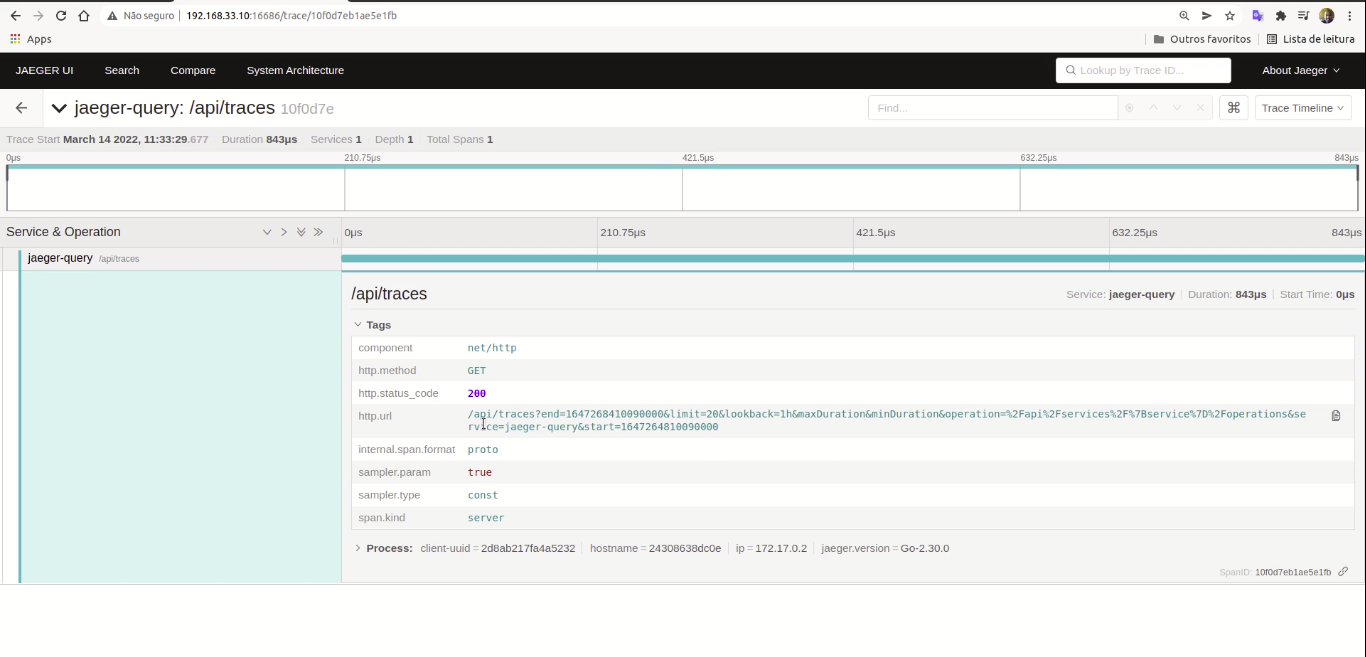 Não seguro | 192.168.33.10:16686/trace/10f0d7eb1ae5e1fb
Apps Outros favoritos Lista de leitura
JAEGER UI Search Compare System Architecture Lookup by Trace ID... About Jaeger
jaeger-query: /api/traces 10f0d7e Find... ⌘ Trace Timeline
Trace Start March 14 2022, 11:33:29.677 Duration 843μs Services 1 Depth 1 Total Spans 1
0μs 210.75μs 421.5μs 632.25μs 843μs
Service & Operation 0μs 210.75μs 421.5μs 632.25μs 843μs
jaeger-query /api/traces
/api/traces Service: jaeger-query Duration: 843μs Start Time: 0μs
Tags
component net/http
http.method GET
http.status_code 200
http.url /api/traces?end=1647268410090000&limit=20&lookback=1h&maxDuration&minDuration&operation=%2Fapi%2Fservices%2F%7Bservice%7D%2Foperations&se
rvice=jaeger-query&start=1647264810090000
internal.span.format proto
sampler.param true
sampler.type const
span.kind server
Process: client-uuid = 2d8ab217fa4a5232 hostname = 24308638dc0e ip = 172.17.0.2 jaeger.version = Go-2.30.0
SpanID: 10f0d7eb1ae5e1fb